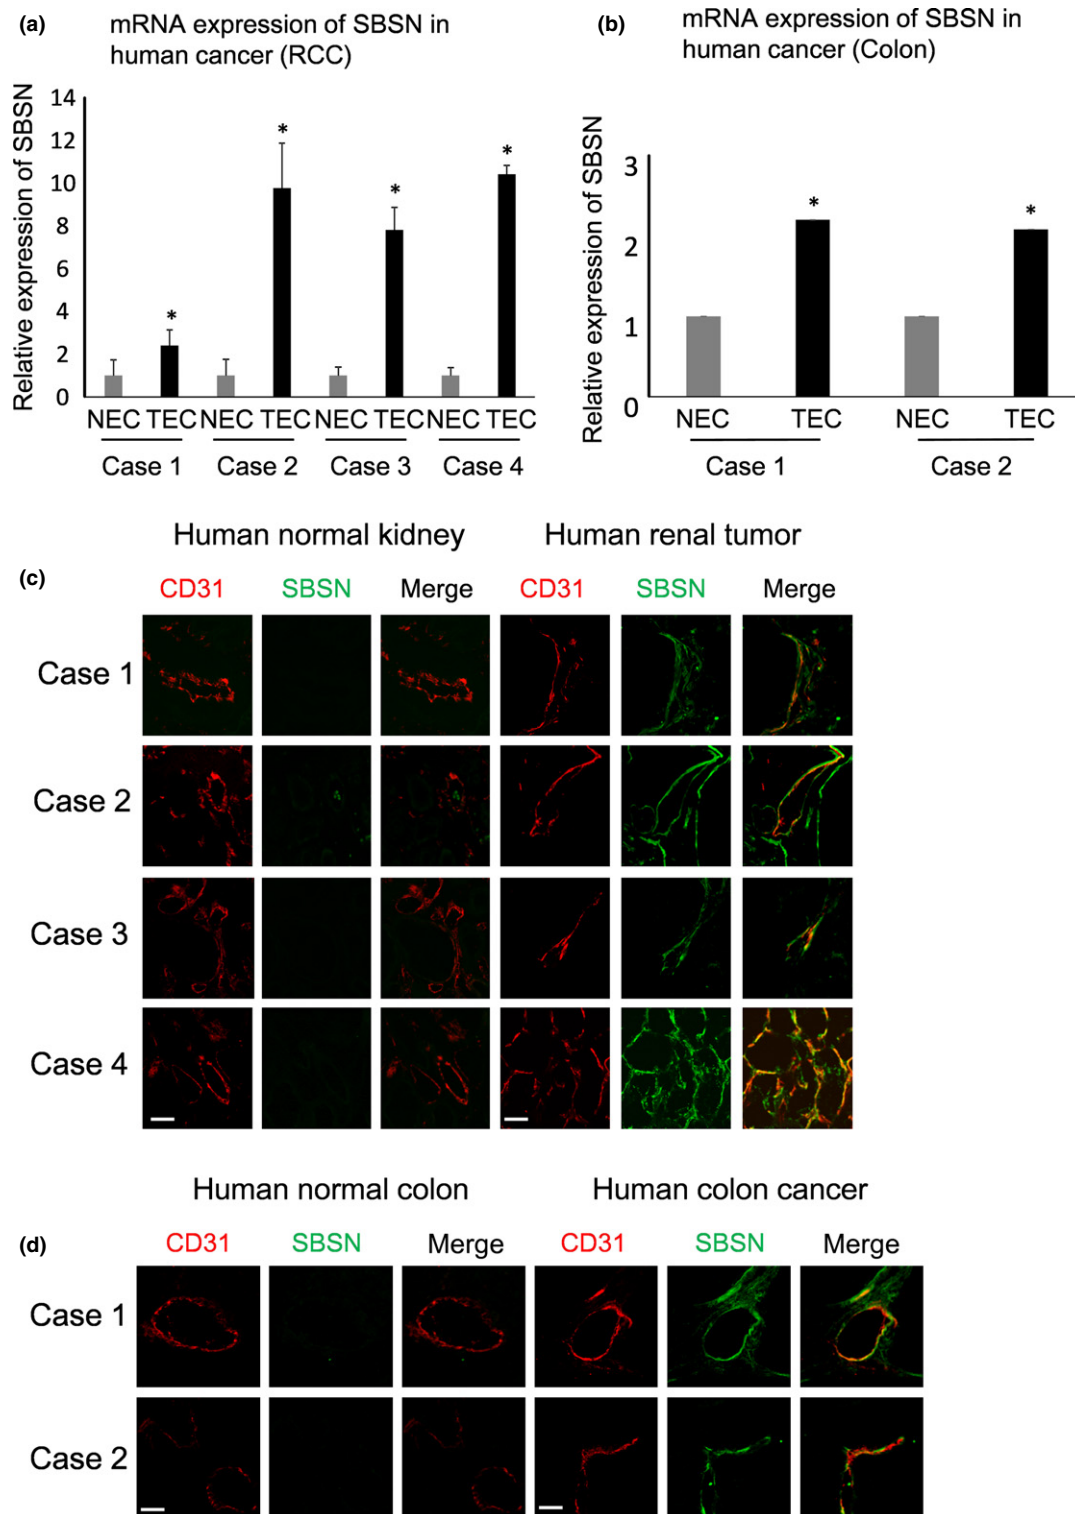 (a)
mRNA expression of SBSN in
human cancer (RCC)
Relative expression of SBSN
14
12
10
8
6
4
2
0
*
*
*
*
NEC TEC NEC TEC NEC TEC NEC TEC
Case 1 Case 2 Case 3 Case 4
(b)
mRNA expression of SBSN in
human cancer (Colon)
Relative expression of SBSN
3
2
1
0
*
*
NEC TEC NEC TEC
Case 1 Case 2
(c)
Human normal kidney Human renal tumor
CD31 SBSN Merge CD31 SBSN Merge
Case 1
Case 2
Case 3
Case 4
(d)
Human normal colon Human colon cancer
CD31 SBSN Merge CD31 SBSN Merge
Case 1
Case 2